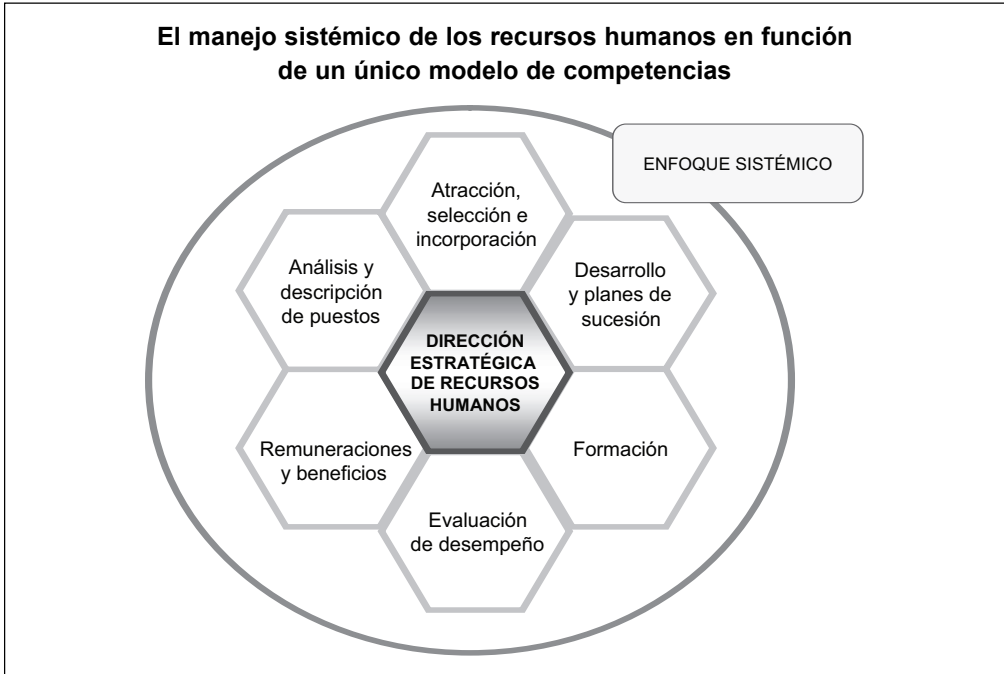 El manejo sistémico de los recursos humanos en función
de un único modelo de competencias
ENFOQUE SISTÉMICO
Atracción,
selección e
incorporación
Análisis y
descripción
de puestos
Desarrollo
y planes de
sucesión
DIRECCIÓN
ESTRATÉGICA
DE RECURSOS
HUMANOS
Remuneraciones
y beneficios
Formación
Evaluación
de desempeño